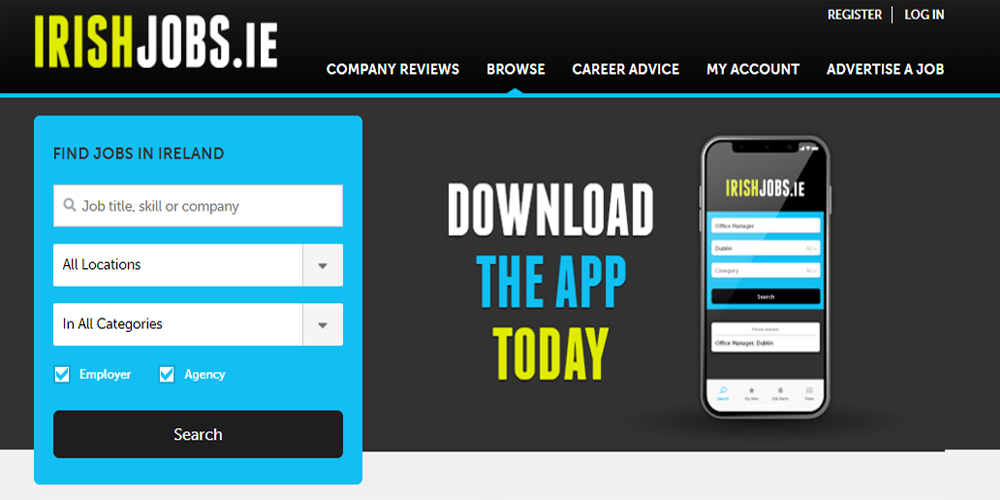 REGISTER | LOG IN
IRISHJOBS.IE
COMPANY REVIEWS BROWSE CAREER ADVICE MY ACCOUNT ADVERTISE A JOB
FIND JOBS IN IRELAND
Job title, skill or company
All Locations
In All Categories
Employer Agency
Search
DOWNLOAD
THE APP
TODAY
IRISHJOBS.IE
Office Manager
Dublin
Category
Search
Office Manager, Dublin
Search My Jobs Job Alerts